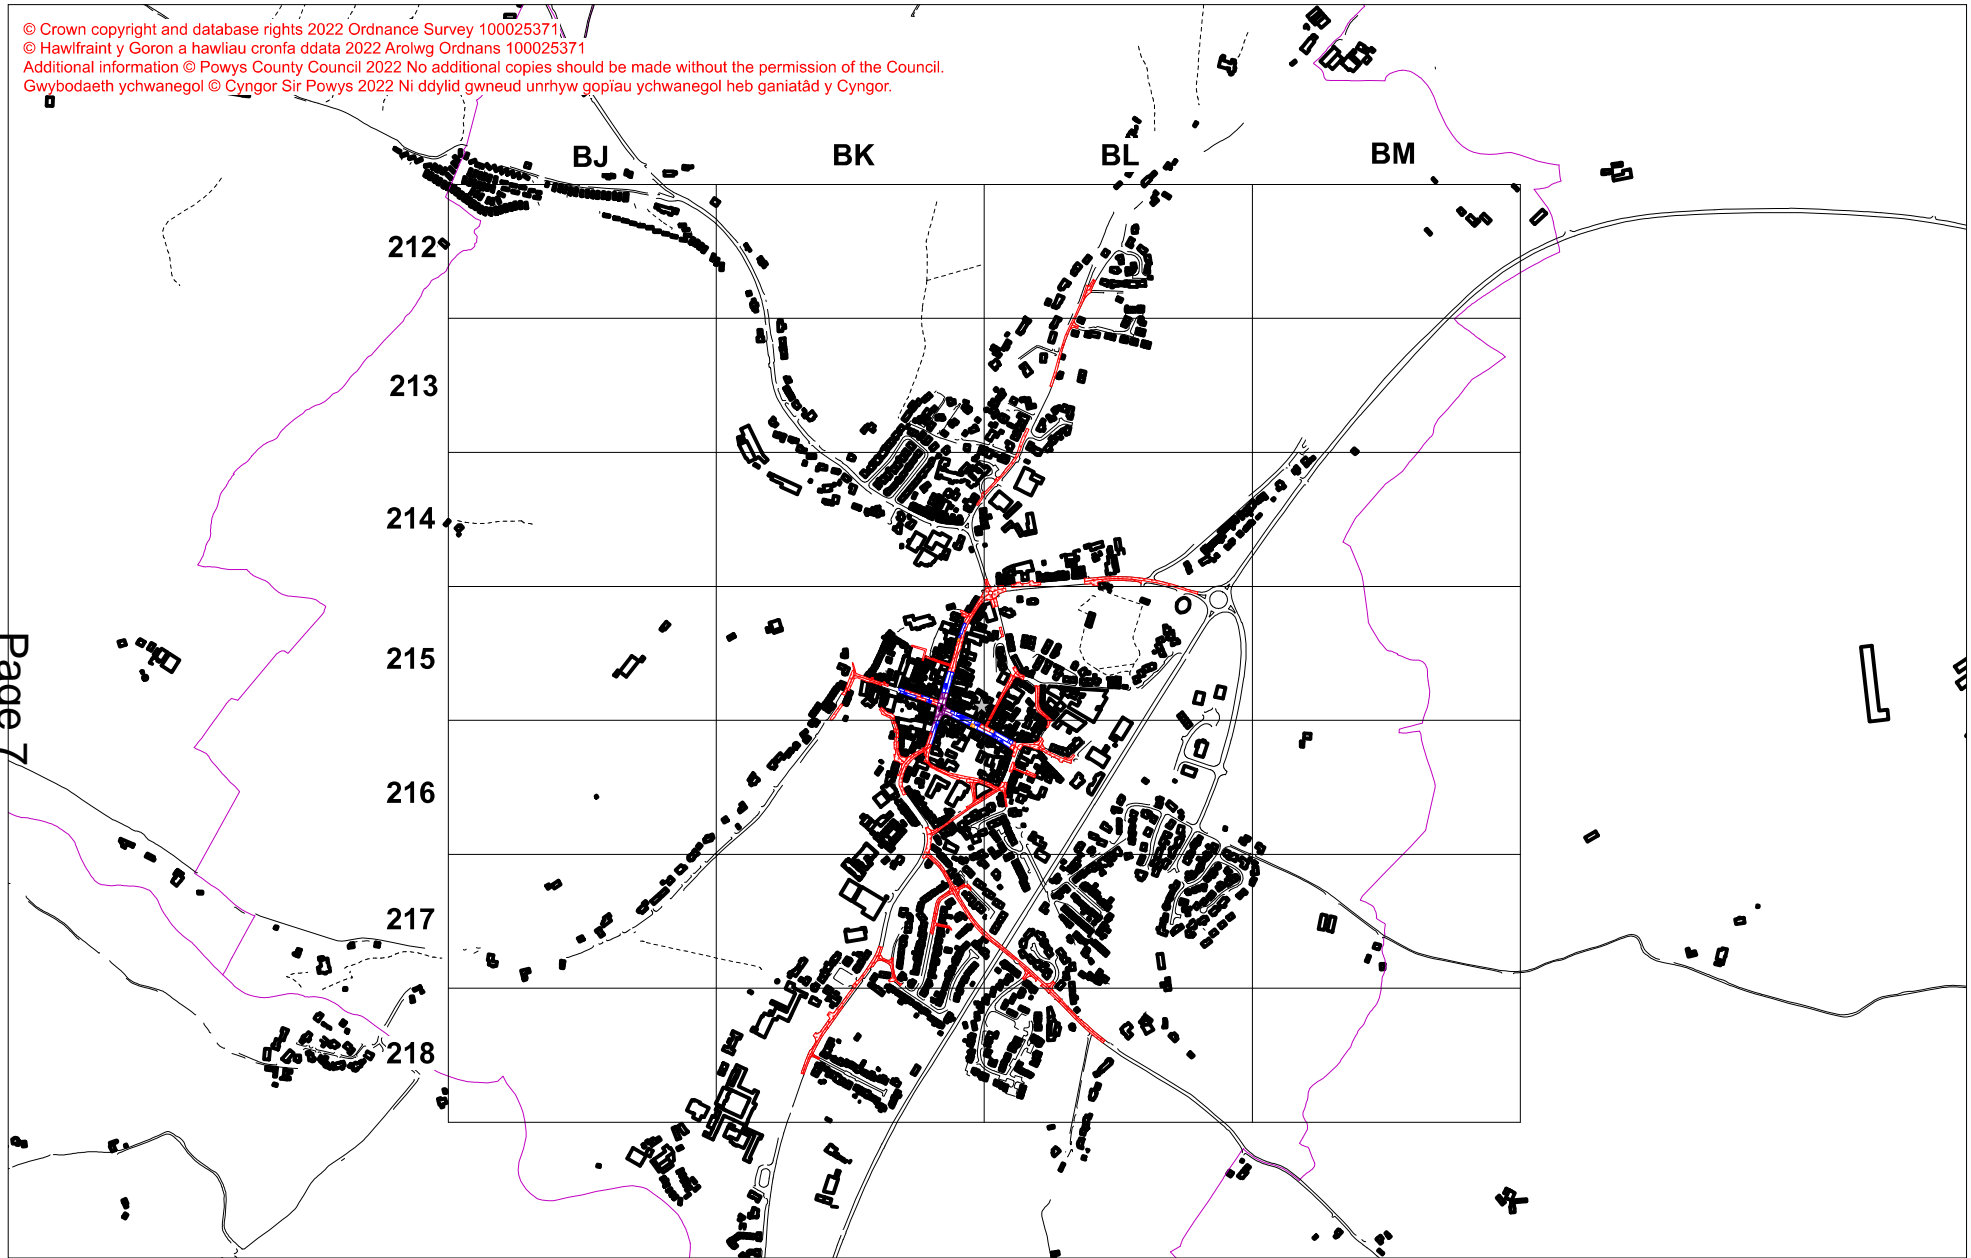 © Crown copyright and database rights 2022 Ordnance Survey 100025371
© Hawlfraint y Goron a hawliau cronfa ddata 2022 Arolwg Ordnans 100025371
Additional information © Powys County Council 2022 No additional copies should be made without the permission of the Council.
Gwybodaeth ychwanegol © Cyngor Sir Powys 2022 Ni ddylid gwneud unrhyw gopïau ychwanegol heb ganiatâd y Cyngor.
BJ BK BL BM
212
213
214
215
216
217
218
Page 7